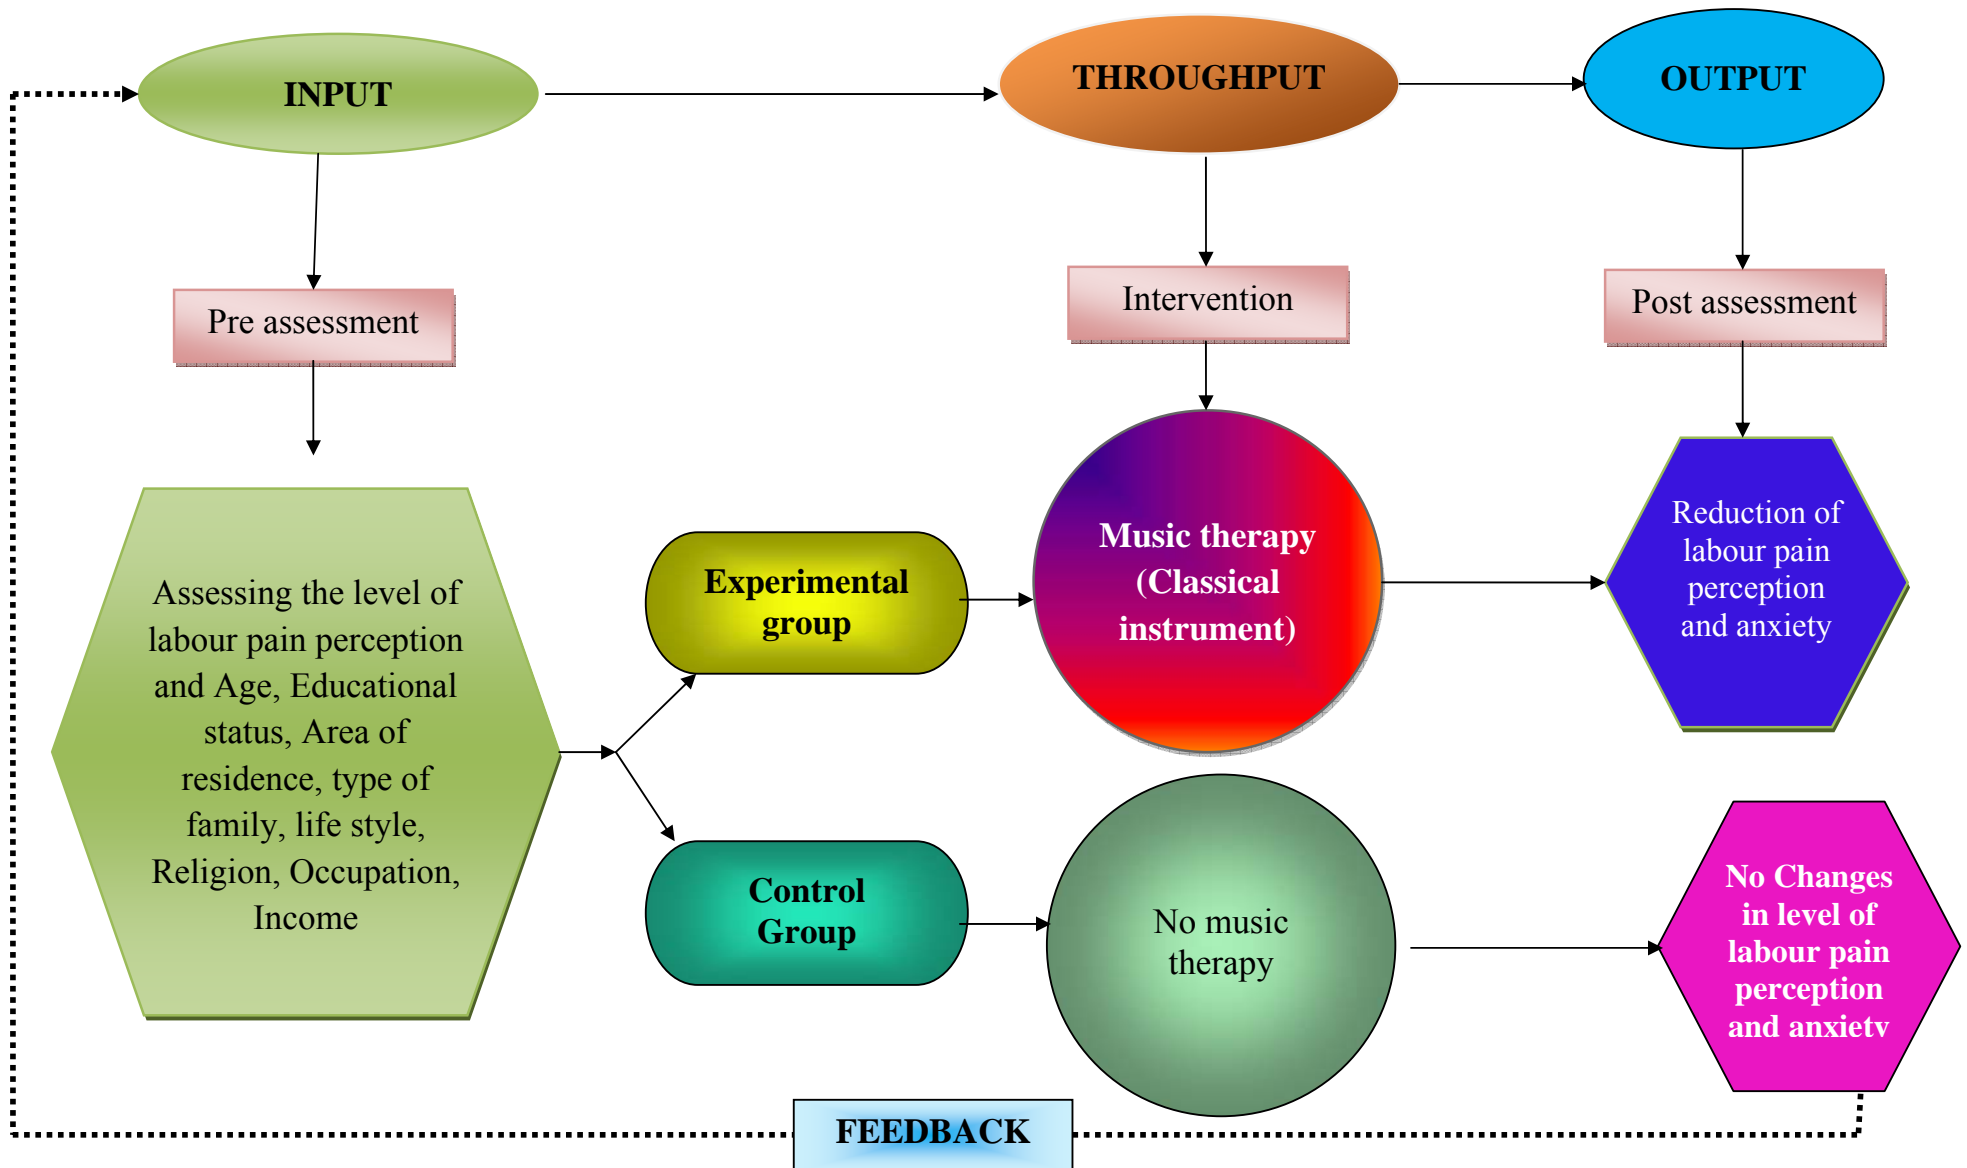 INPUT
THROUGHPUT
OUTPUT
Pre assessment
Intervention
Post assessment
Assessing the level of
labour pain perception
and Age, Educational
status, Area of
residence, type of
family, life style,
Religion, Occupation,
Income
Experimental
group
Music therapy
(Classical
instrument)
Reduction of
labour pain
perception
and anxiety
Control
Group
No music
therapy
No Changes
in level of
labour pain
perception
and anxiety
FEEDBACK